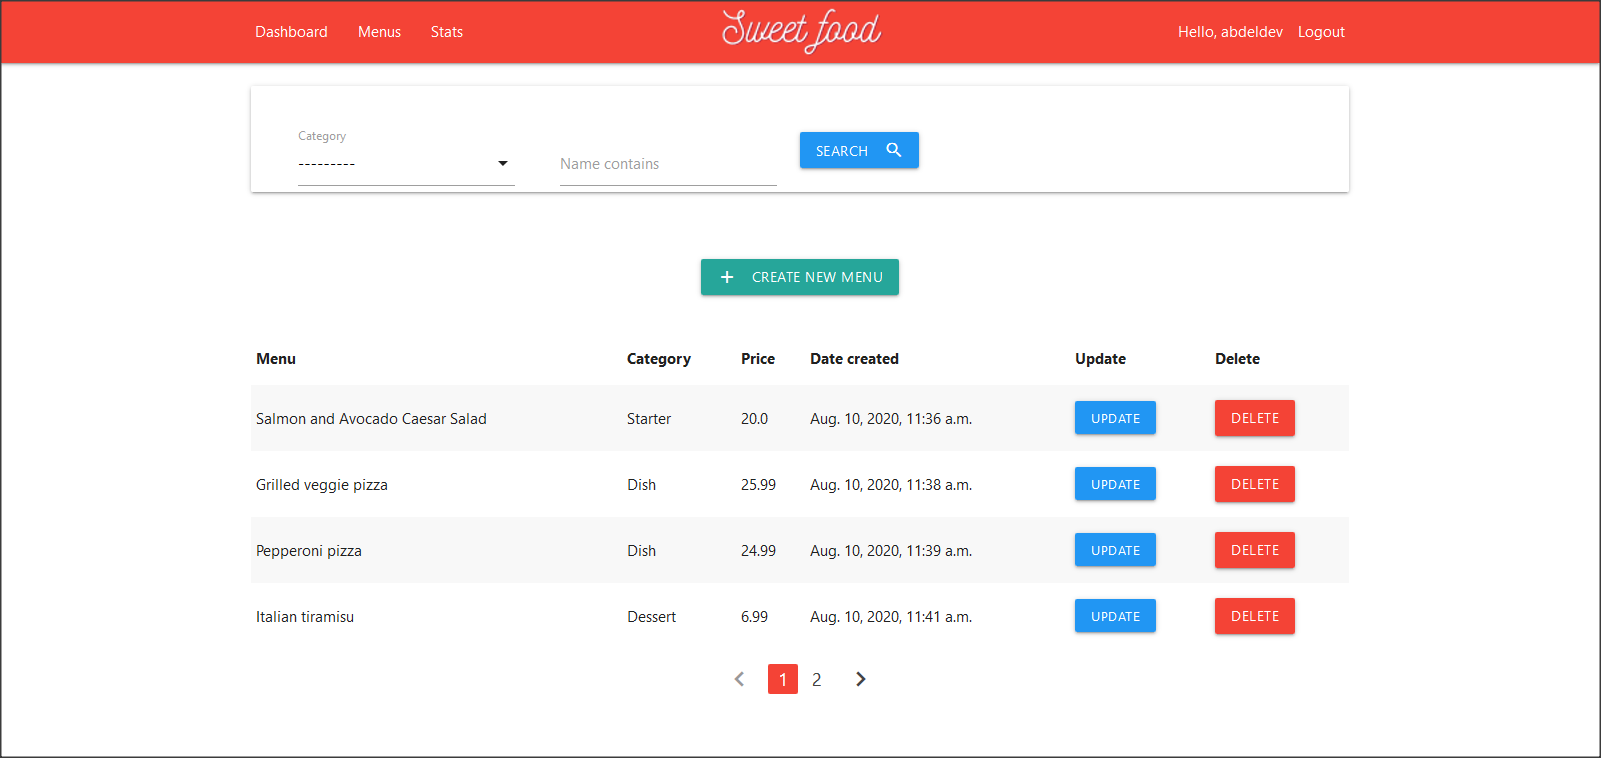 Dashboard Menus Stats Sweet food Hello, abdeldev Logout
Category
--------- Name contains SEARCH
CREATE NEW MENU
Menu Category Price Date created Update Delete
Salmon and Avocado Caesar Salad Starter 20.0 Aug. 10, 2020, 11:36 a.m. UPDATE DELETE
Grilled veggie pizza Dish 25.99 Aug. 10, 2020, 11:38 a.m. UPDATE DELETE
Pepperoni pizza Dish 24.99 Aug. 10, 2020, 11:39 a.m. UPDATE DELETE
Italian tiramisu Dessert 6.99 Aug. 10, 2020, 11:41 a.m. UPDATE DELETE
1 2